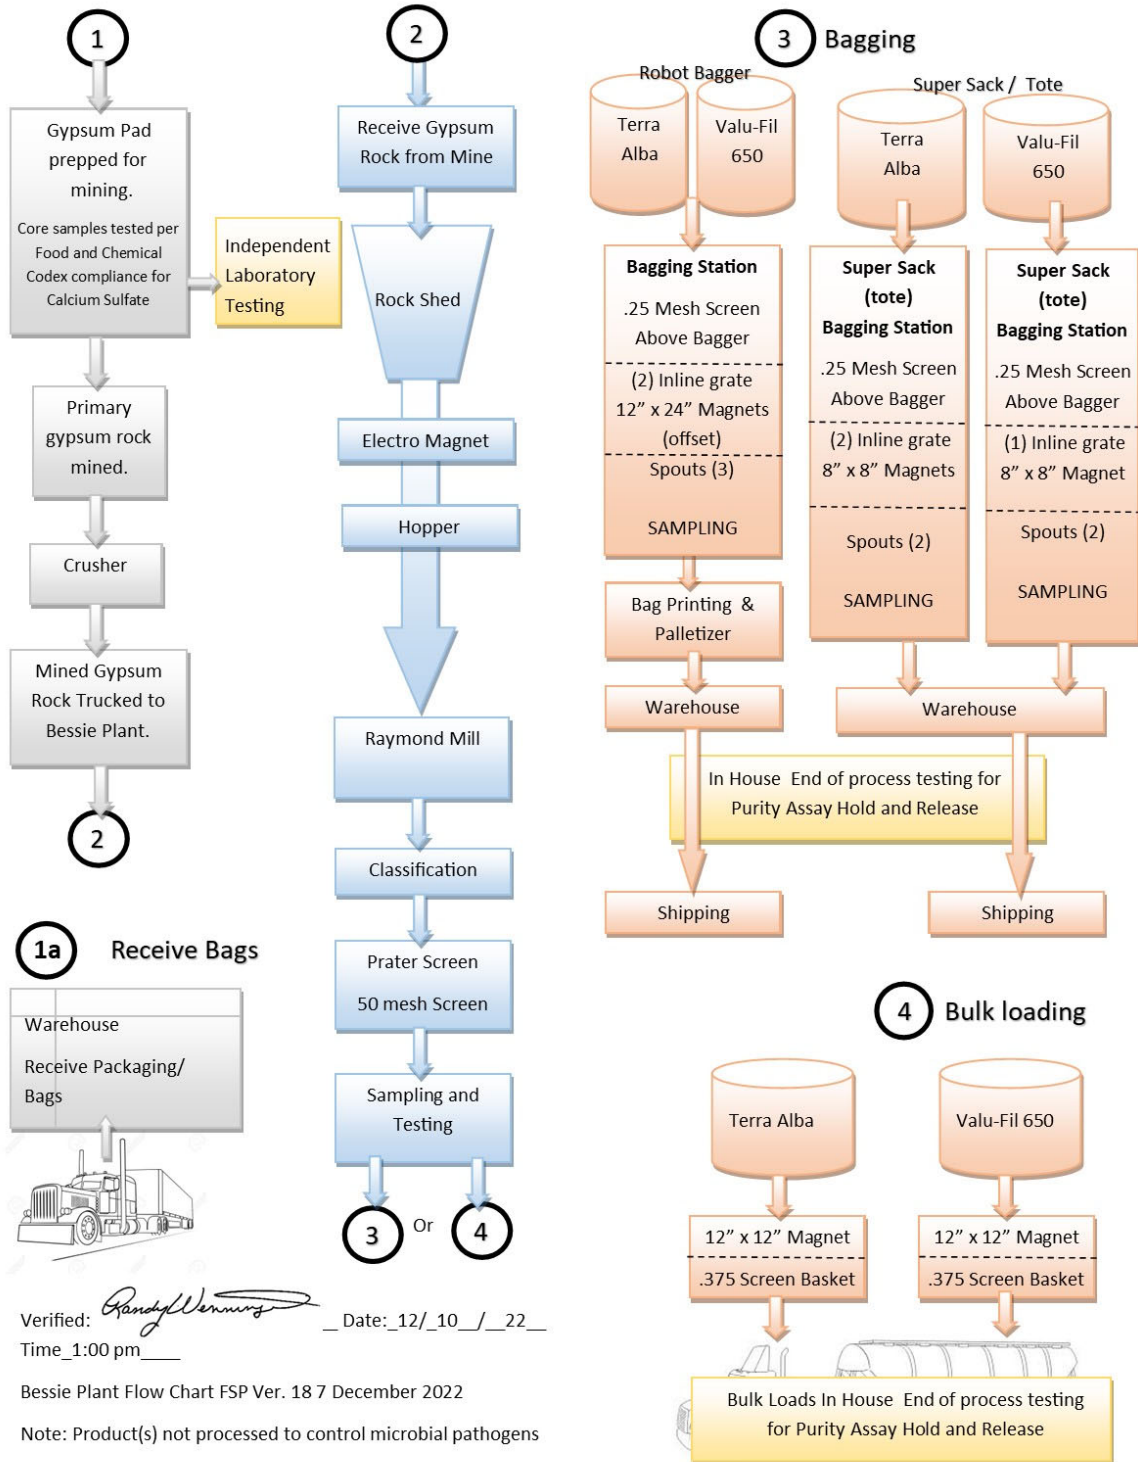 1
Gypsum Pad
prepped for
mining.
Core samples tested per
Food and Chemical
Codex compliance for
Calcium Sulfate
Independent
Laboratory
Testing
Primary
gypsum rock
mined.
Crusher
Mined Gypsum
Rock Trucked to
Bessie Plant.
2
1a Receive Bags
Warehouse
Receive Packaging/
Bags
2
Receive Gypsum
Rock from Mine
Rock Shed
Electro Magnet
Hopper
Raymond Mill
Classification
Prater Screen
50 mesh Screen
Sampling and
Testing
3 Or 4
3 Bagging
Robot Bagger
Terra
Alba
Valu-Fil
650
Bagging Station
.25 Mesh Screen
Above Bagger
(2) Inline grate
12” x 24” Magnets
(offset)
Spouts (3)
SAMPLING
Bag Printing &
Palletizer
Warehouse
Super Sack / Tote
Terra
Alba
Valu-Fil
650
Super Sack
(tote)
Bagging Station
.25 Mesh Screen
Above Bagger
(2) Inline grate
8” x 8” Magnets
Spouts (2)
SAMPLING
Super Sack
(tote)
Bagging Station
.25 Mesh Screen
Above Bagger
(1) Inline grate
8” x 8” Magnet
Spouts (2)
SAMPLING
Warehouse
In House End of process testing for
Purity Assay Hold and Release
Shipping
Shipping
4 Bulk loading
Terra Alba
Valu-Fil 650
12” x 12” Magnet
.375 Screen Basket
12” x 12” Magnet
.375 Screen Basket
Bulk Loads In House End of process testing
for Purity Assay Hold and Release
Verified: Randy Wenning __ Date:_12/_10__/__22__
Time_1:00 pm____
Bessie Plant Flow Chart FSP Ver. 18 7 December 2022
Note: Product(s) not processed to control microbial pathogens